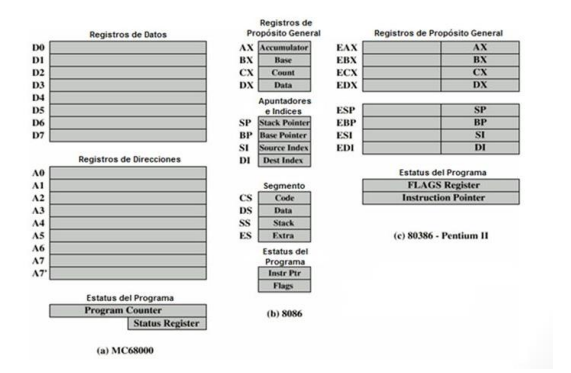 Registros de Datos
D0
D1
D2
D3
D4
D5
D6
D7
Registros de Direcciones
A0
A1
A2
A3
A4
A5
A6
A7
A7'
Estatus del Programa
Program Counter
Status Register
(a) MC68000
Registros de
Propósito General
AX Accumulator
BX Base
CX Count
DX Data
Apuntadores
e Indices
SP Stack Pointer
BP Base Pointer
SI Source Index
DI Dest Index
Segmento
CS Code
DS Data
SS Stack
ES Extra
Estatus del
Programa
Instr Ptr
Flags
(b) 8086
Registros de Propósito General
EAX AX
EBX BX
ECX CX
EDX DX
ESP SP
EBP BP
ESI SI
EDI DI
Estatus del Programa
FLAGS Register
Instruction Pointer
(c) 80386 - Pentium II